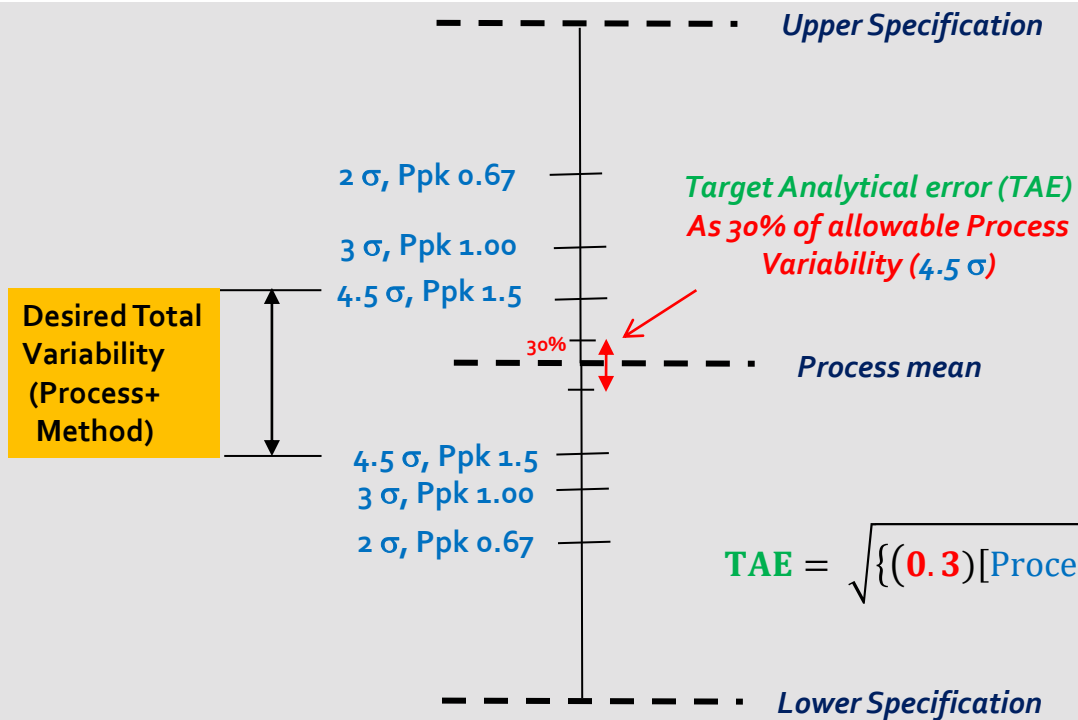 Upper Specification
2 σ, Ppk 0.67
Target Analytical error (TAE)
As 30% of allowable Process
Variability (4.5 σ)
3 σ, Ppk 1.00
4.5 σ, Ppk 1.5
Desired Total
Variability
(Process+
Method)
30%
Process mean
4.5 σ, Ppk 1.5
3 σ, Ppk 1.00
2 σ, Ppk 0.67
TAE = √{(0.3)[Proce
Lower Specification